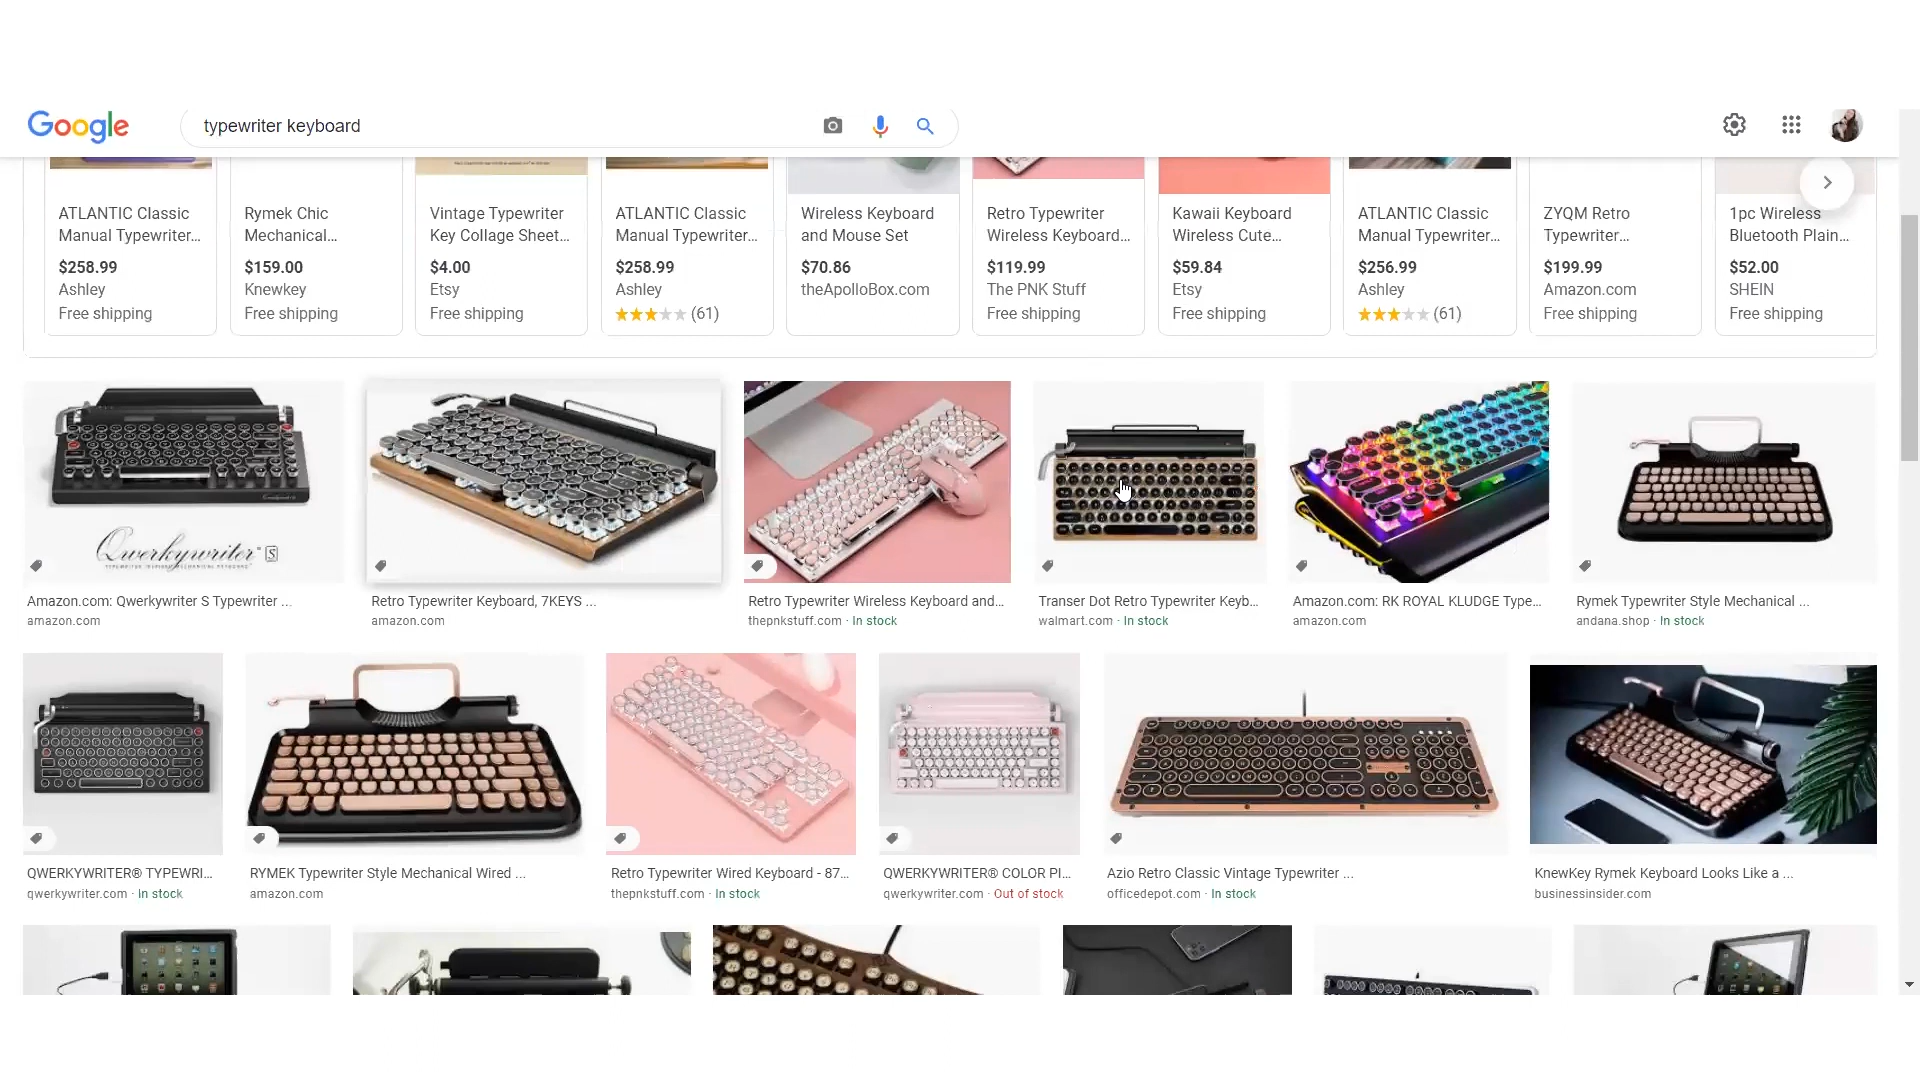 Google
typewriter keyboard
ATLANTIC Classic
Manual Typewriter...
$258.99
Ashley
Free shipping
Rymek Chic
Mechanical...
$159.00
Knewkey
Free shipping
Vintage Typewriter
Key Collage Sheet...
$4.00
Etsy
Free shipping
ATLANTIC Classic
Manual Typewriter...
$258.99
Ashley
(61)
Wireless Keyboard
and Mouse Set
$70.86
theApolloBox.com
Retro Typewriter
Wireless Keyboard...
$119.99
The PNK Stuff
Free shipping
Kawaii Keyboard
Wireless Cute...
$59.84
Etsy
Free shipping
ATLANTIC Classic
Manual Typewriter...
$256.99
Ashley
(61)
ZYQM Retro
Typewriter...
$199.99
Amazon.com
Free shipping
1pc Wireless
Bluetooth Plain...
$52.00
SHEIN
Free shipping
Qwerkywriter® S
TYPEWRITER INSPIRED MECHANICAL KEYBOARD
Amazon.com: Qwerkywriter S Typewriter ...
amazon.com
Retro Typewriter Keyboard, 7KEYS ...
amazon.com
Retro Typewriter Wireless Keyboard and...
thepnkstuff.com · In stock
Transer Dot Retro Typewriter Keyb...
walmart.com · In stock
Amazon.com: RK ROYAL KLUDGE Type...
amazon.com
Rymek Typewriter Style Mechanical ...
andana.shop · In stock
QWERKYWRITER® TYPEWRI...
qwerkywriter.com · In stock
RYMEK Typewriter Style Mechanical Wired ...
amazon.com
Retro Typewriter Wired Keyboard - 87...
thepnkstuff.com · In stock
QWERKYWRITER® COLOR PI...
qwerkywriter.com · Out of stock
Azio Retro Classic Vintage Typewriter ...
officedepot.com · In stock
KnewKey Rymek Keyboard Looks Like a ...
businessinsider.com